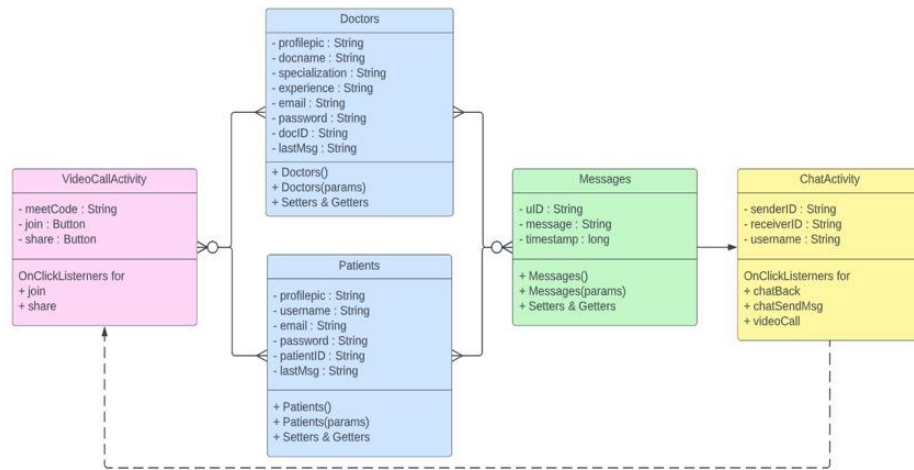 Doctors
- profilepic : String
- docname : String
- specialization : String
- experience : String
- email : String
- password : String
- docID : String
- lastMsg : String
+ Doctors()
+ Doctors(params)
+ Setters & Getters
VideoCallActivity
- meetCode : String
- join : Button
- share : Button
OnClickListerners for
+ join
+ share
Patients
- profilepic : String
- username : String
- email : String
- password : String
- patientID : String
- lastMsg : String
+ Patients()
+ Patients(params)
+ Setters & Getters
Messages
- uID : String
- message : String
- timestamp : long
+ Messages()
+ Messages(params)
+ Setters & Getters
ChatActivity
- senderID : String
- receiverID : String
- username : String
OnClickListerners for
+ chatBack
+ chatSendMsg
+ videoCall